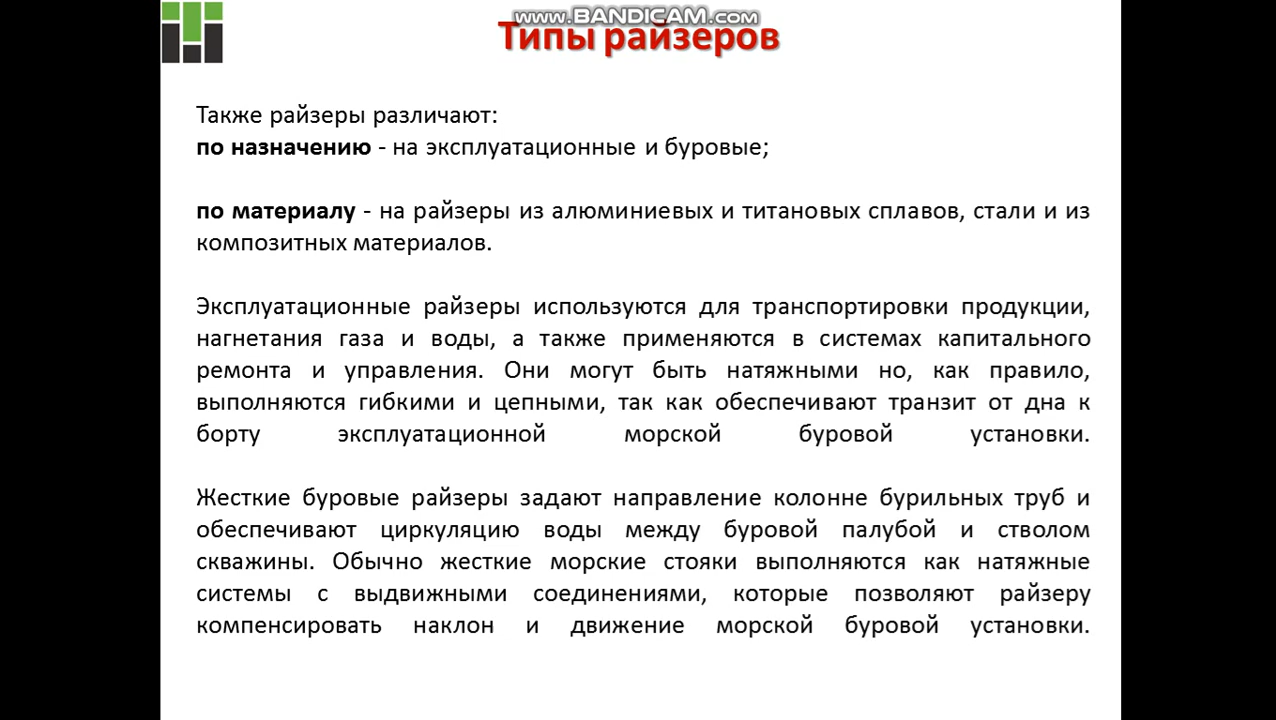 www.BANDICAM.com
Типы райзеров
Также райзеры различают:
по назначению - на эксплуатационные и буровые;
по материалу - на райзеры из алюминиевых и титановых сплавов, стали и из
композитных материалов.
Эксплуатационные райзеры используются для транспортировки продукции,
нагнетания газа и воды, а также применяются в системах капитального
ремонта и управления. Они могут быть натяжными но, как правило,
выполняются гибкими и цепными, так как обеспечивают транзит от дна к
борту эксплуатационной морской буровой установки.
Жесткие буровые райзеры задают направление колонне бурильных труб и
обеспечивают циркуляцию воды между буровой палубой и стволом
скважины. Обычно жесткие морские стояки выполняются как натяжные
системы с выдвижными соединениями, которые позволяют райзеру
компенсировать наклон и движение морской буровой установки.